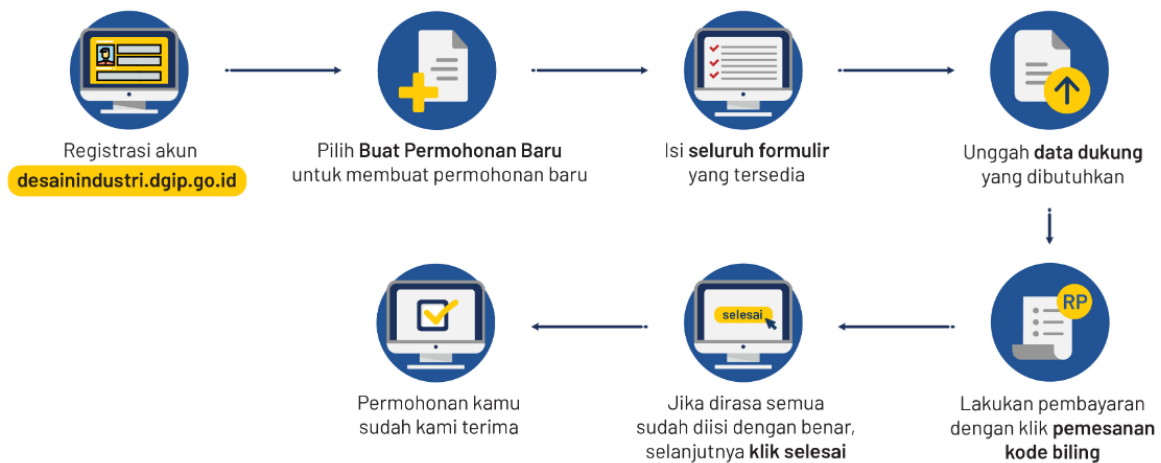 Registrasi akun
desainindustri.dgip.go.id
Pilih Buat Permohonan Baru
untuk membuat permohonan baru
Isi seluruh formulir
yang tersedia
Unggah data dukung
yang dibutuhkan
RP
Lakukan pembayaran
dengan klik pemesanan
kode biling
selesai
Jika dirasa semua
sudah diisi dengan benar,
selanjutnya klik selesai
Permohonan kamu
sudah kami terima